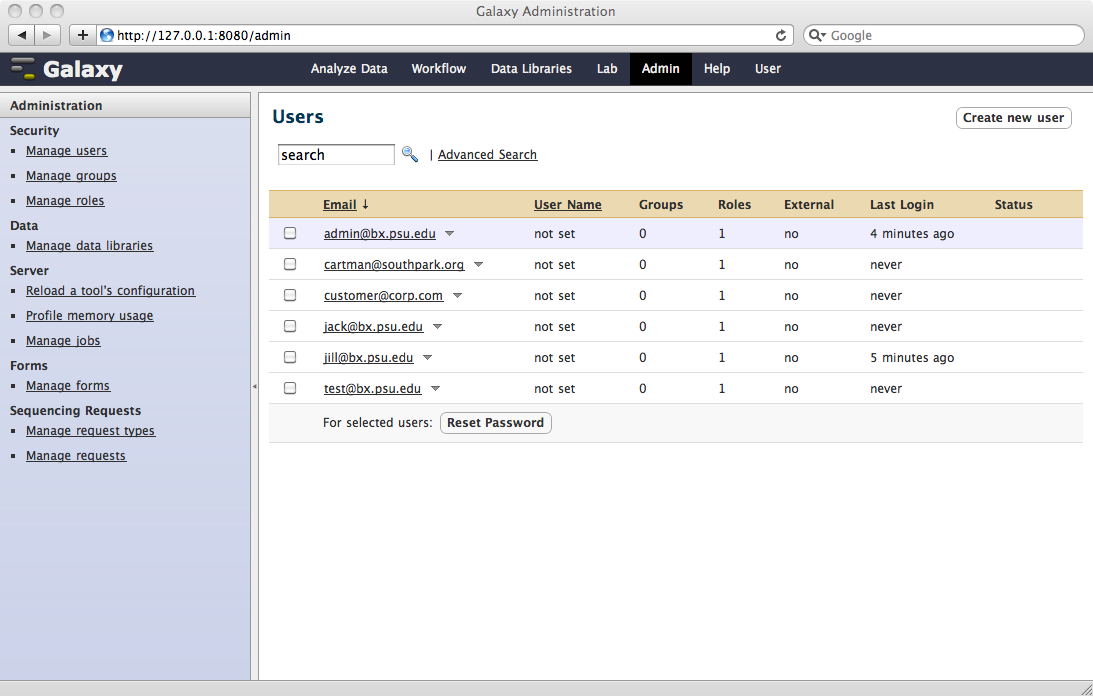 Galaxy Administration
http://127.0.0.1:8080/admin
Google
Galaxy
Analyze Data Workflow Data Libraries Lab Admin Help User
Administration
Security
Manage users
Manage groups
Manage roles
Data
Manage data libraries
Server
Reload a tool's configuration
Profile memory usage
Manage jobs
Forms
Manage forms
Sequencing Requests
Manage request types
Manage requests
Users
Create new user
search | Advanced Search
Email ↓ User Name Groups Roles External Last Login Status
admin@bx.psu.edu not set 0 1 no 4 minutes ago
cartman@southpark.org not set 0 1 no never
customer@corp.com not set 0 1 no never
jack@bx.psu.edu not set 0 1 no never
jill@bx.psu.edu not set 0 1 no 5 minutes ago
test@bx.psu.edu not set 0 1 no never
For selected users: Reset Password